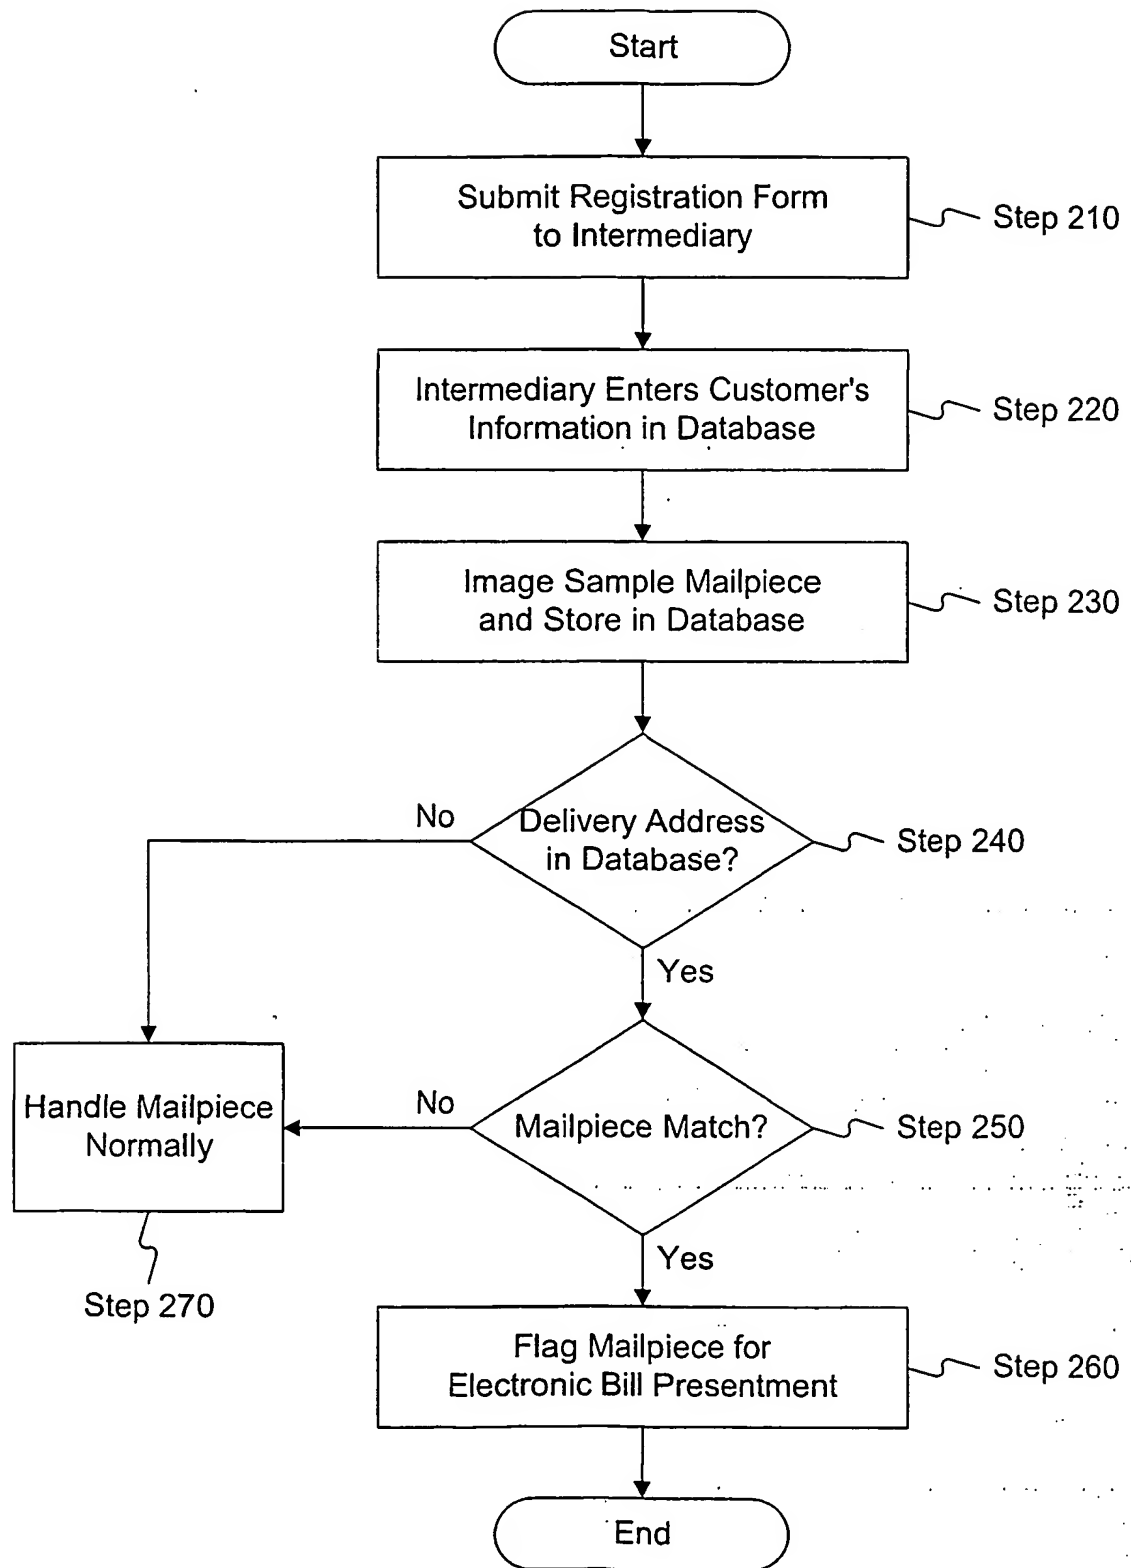 Start
Submit Registration Form
to Intermediary
Step 210
Intermediary Enters Customer's
Information in Database
Step 220
Image Sample Mailpiece
and Store in Database
Step 230
No
Delivery Address
in Database?
Step 240
Yes
Handle Mailpiece
Normally
No
Mailpiece Match?
Step 250
Yes
Step 270
Flag Mailpiece for
Electronic Bill Presentment
Step 260
End